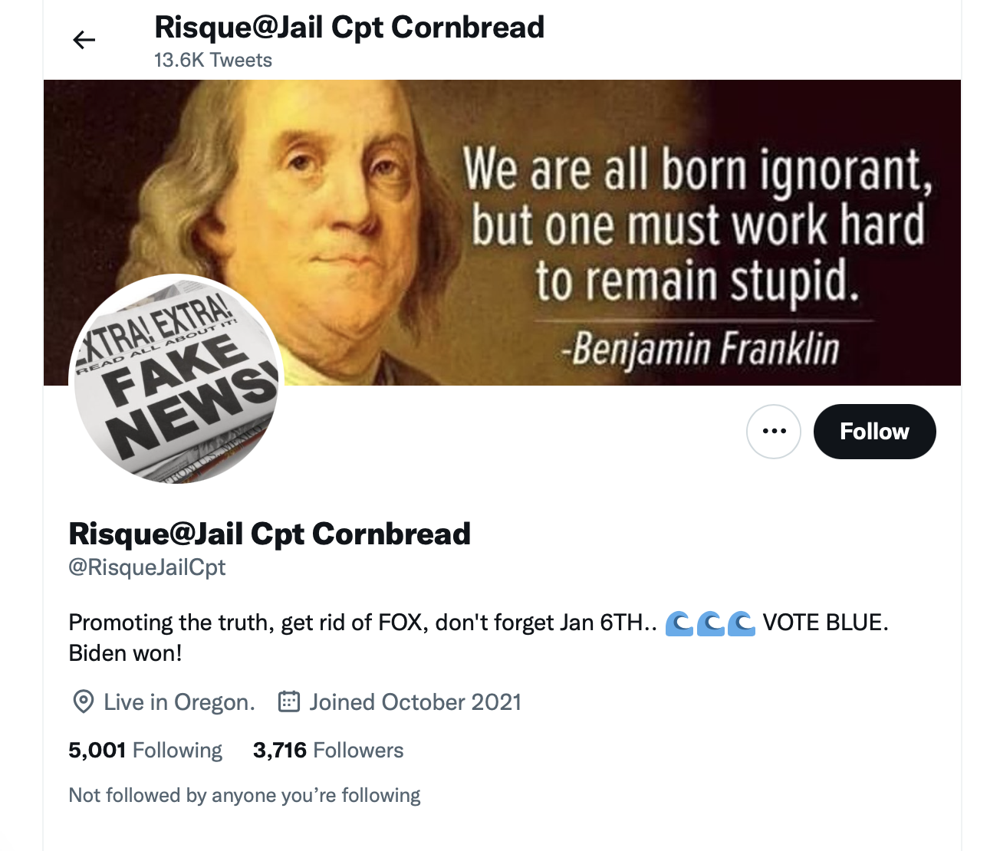 Risque@Jail Cpt Cornbread
13.6K Tweets
We are all born ignorant,
but one must work hard
to remain stupid.
-Benjamin Franklin
EXTRA! EXTRA!
READ ALL ABOUT IT!
FAKE
NEWS!
Follow
Risque@Jail Cpt Cornbread
@RisqueJailCpt
Promoting the truth, get rid of FOX, don't forget Jan 6TH.. 🌊🌊🌊 VOTE BLUE.
Biden won!
Live in Oregon. Joined October 2021
5,001 Following 3,716 Followers
Not followed by anyone you’re following